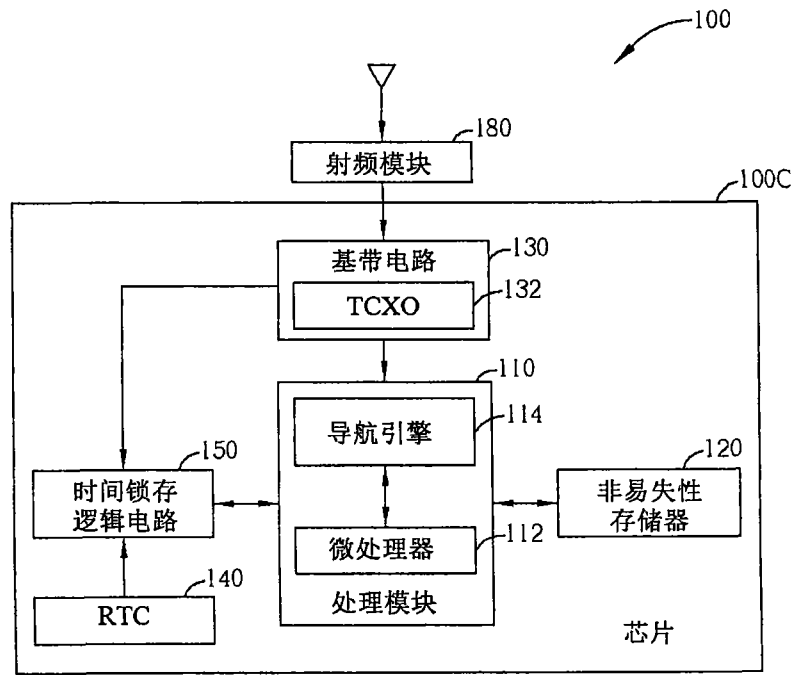 100
180
射频模块
100C
基带电路
130
TCXO
132
110
导航引擎
114
150
时间锁存
逻辑电路
120
非易失性
存储器
微处理器
112
140
RTC
处理模块
芯片